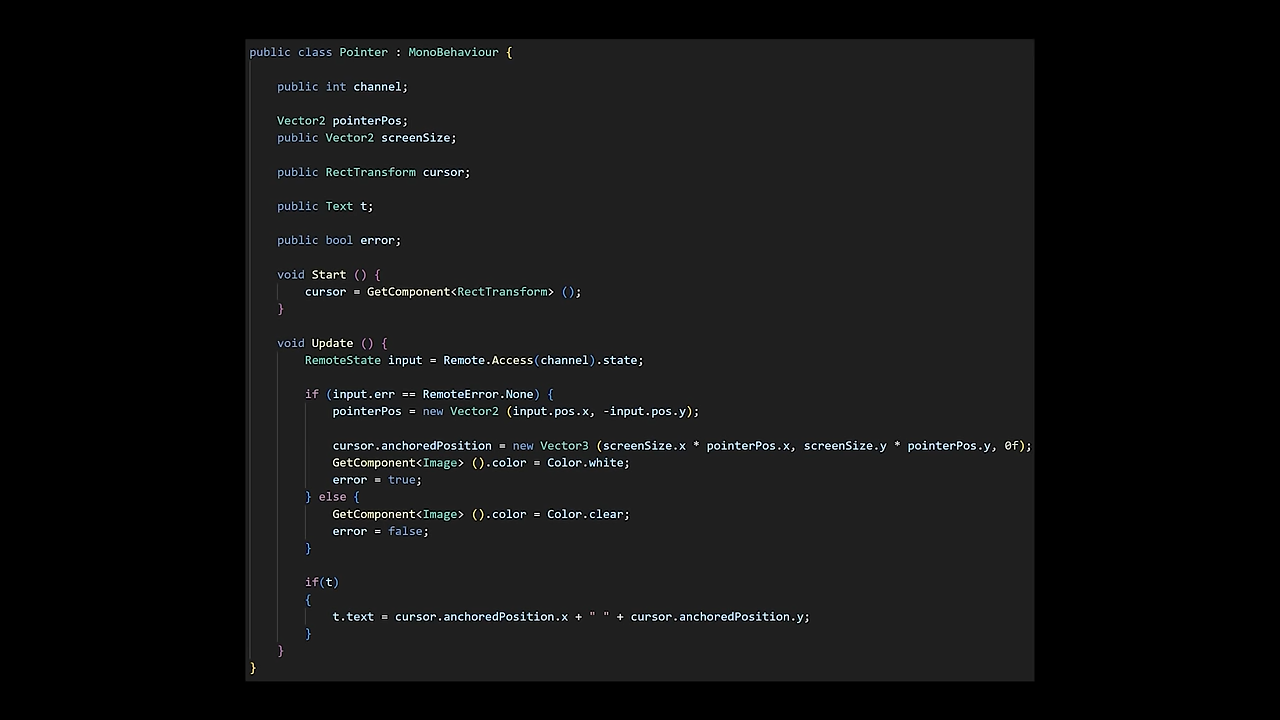 public class Pointer : MonoBehaviour {
public int channel;
Vector2 pointerPos;
public Vector2 screenSize;
public RectTransform cursor;
public Text t;
public bool error;
void Start () {
cursor = GetComponent<RectTransform> ();
}
void Update () {
RemoteState input = Remote.Access(channel).state;
if (input.err == RemoteError.None) {
pointerPos = new Vector2 (input.pos.x, -input.pos.y);
cursor.anchoredPosition = new Vector3 (screenSize.x * pointerPos.x, screenSize.y * pointerPos.y, 0f);
GetComponent<Image> ().color = Color.white;
error = true;
} else {
GetComponent<Image> ().color = Color.clear;
error = false;
}
if(t)
{
t.text = cursor.anchoredPosition.x + " " + cursor.anchoredPosition.y;
}
}
}